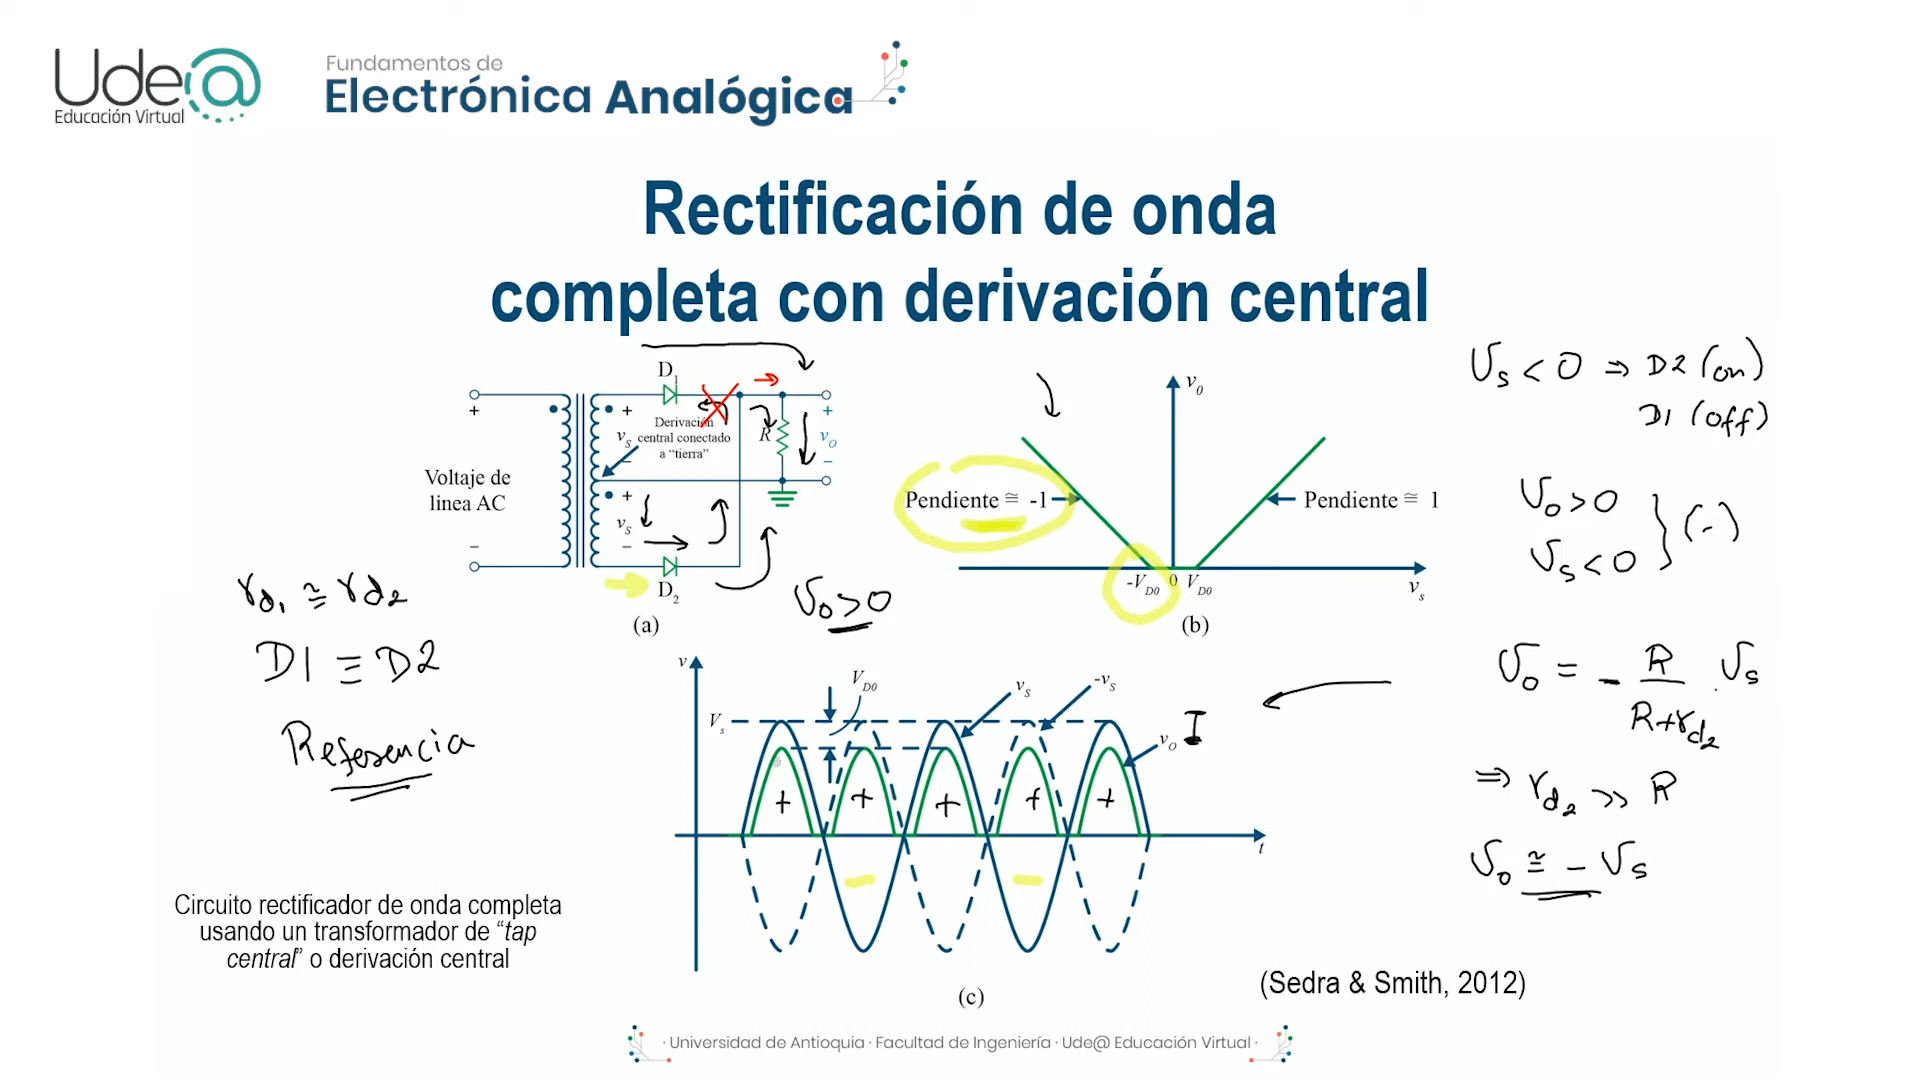 Ude@
Educación Virtual
Fundamentos de
Electrónica Analógica
Rectificación de onda
completa con derivación central
D1
+
+
Derivación
vS central conectado
a “tierra”
R
+
vO
−
−
Voltaje de
linea AC
+
vS
−
−
D2
(a)
vo>0
rd1 ≅ rd2
D1 ≡ D2
Referencia
v0
Pendiente ≅ -1
Pendiente ≅ 1
-VD0 0 VD0
vs
(b)
vs < 0 ⇒ D2 (on)
D1 (off)
vo>0
vs<0 } (-)
vo = - R/(R+rd2) . vs
⇒ rd2 >> R
vo ≅ - vs
v
VD0
vS
-vS
Vs
vO I
+ + + + +
− −
t
(c)
Circuito rectificador de onda completa
usando un transformador de “tap
central” o derivación central
(Sedra & Smith, 2012)
· Universidad de Antioquia · Facultad de Ingeniería · Ude@ Educación Virtual ·